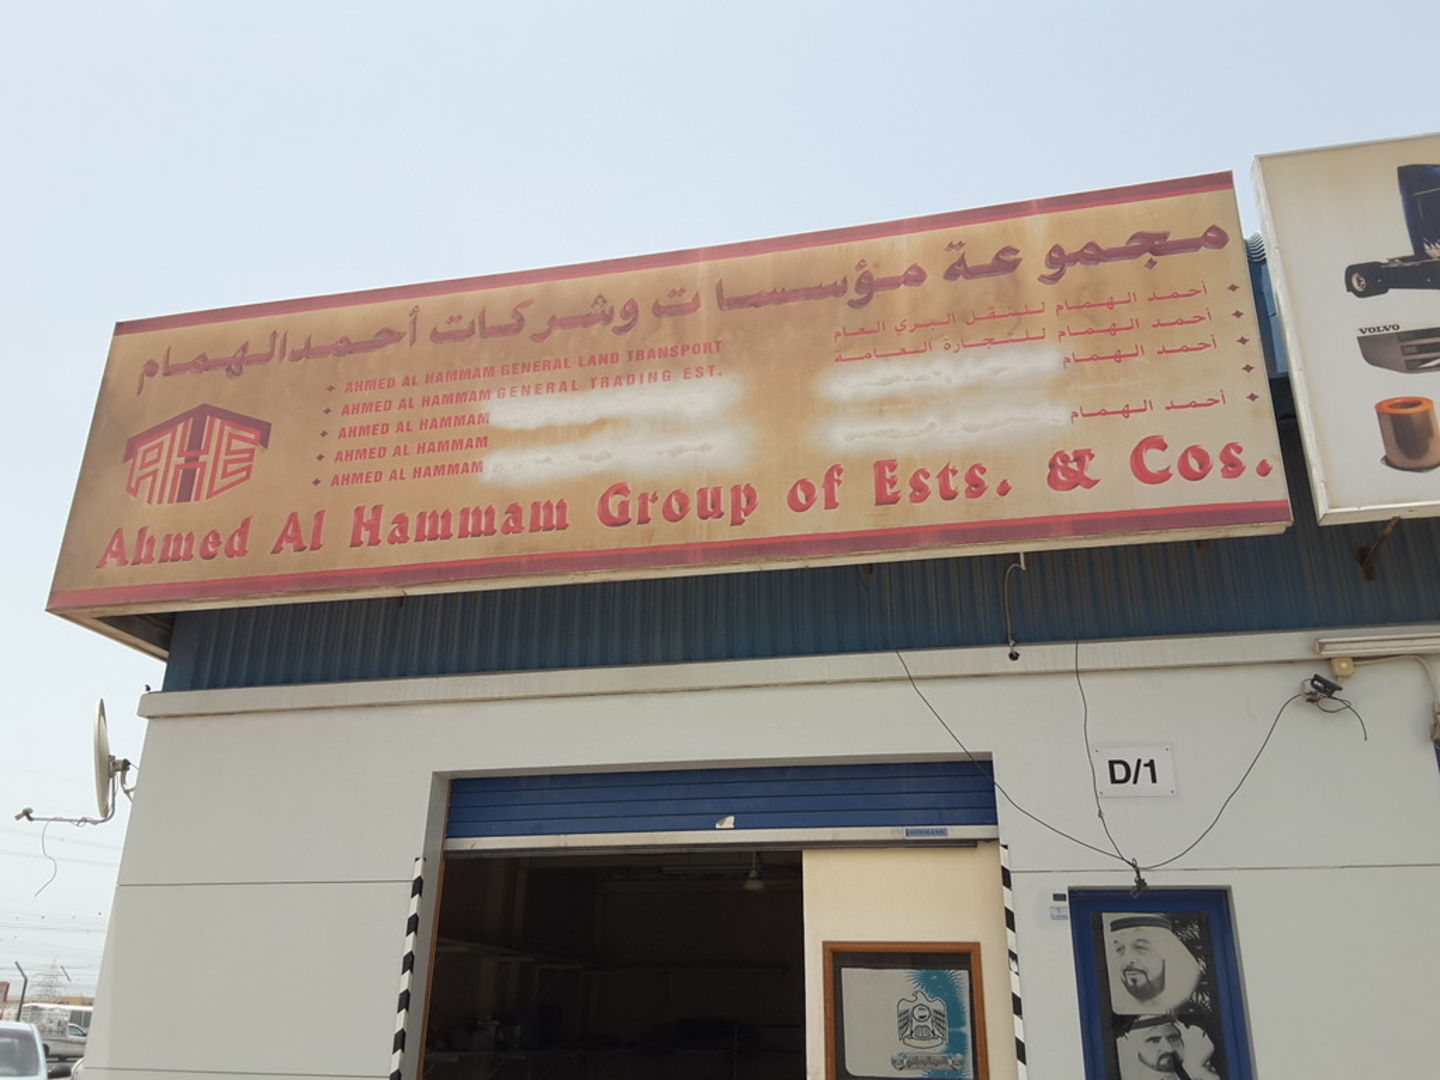 مجموعة مؤسسات وشركات أحمد الهمام
AHMED AL HAMMAM GENERAL LAND TRANSPORT
AHMED AL HAMMAM GENERAL TRADING EST.
AHMED AL HAMMAM
AHMED AL HAMMAM
AHMED AL HAMMAM
أحمد الهمام للنقل البري العام
أحمد الهمام للتجارة العامة
أحمد الهمام
أحمد الهمام
AHE
Ahmed Al Hammam Group of Ests. & Cos.
VOLVO
D/1